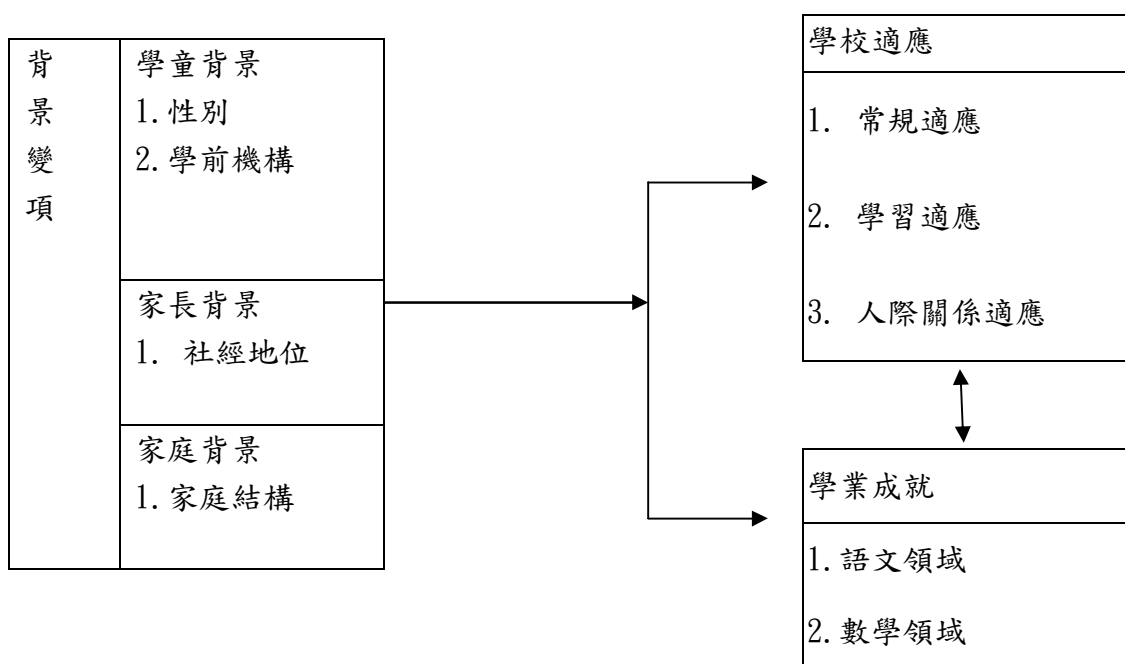 背
景
變
項
學童背景
1.性別
2.學前機構
家長背景
1. 社經地位
家庭背景
1.家庭結構
學校適應
1. 常規適應
2. 學習適應
3. 人際關係適應
學業成就
1.語文領域
2.數學領域